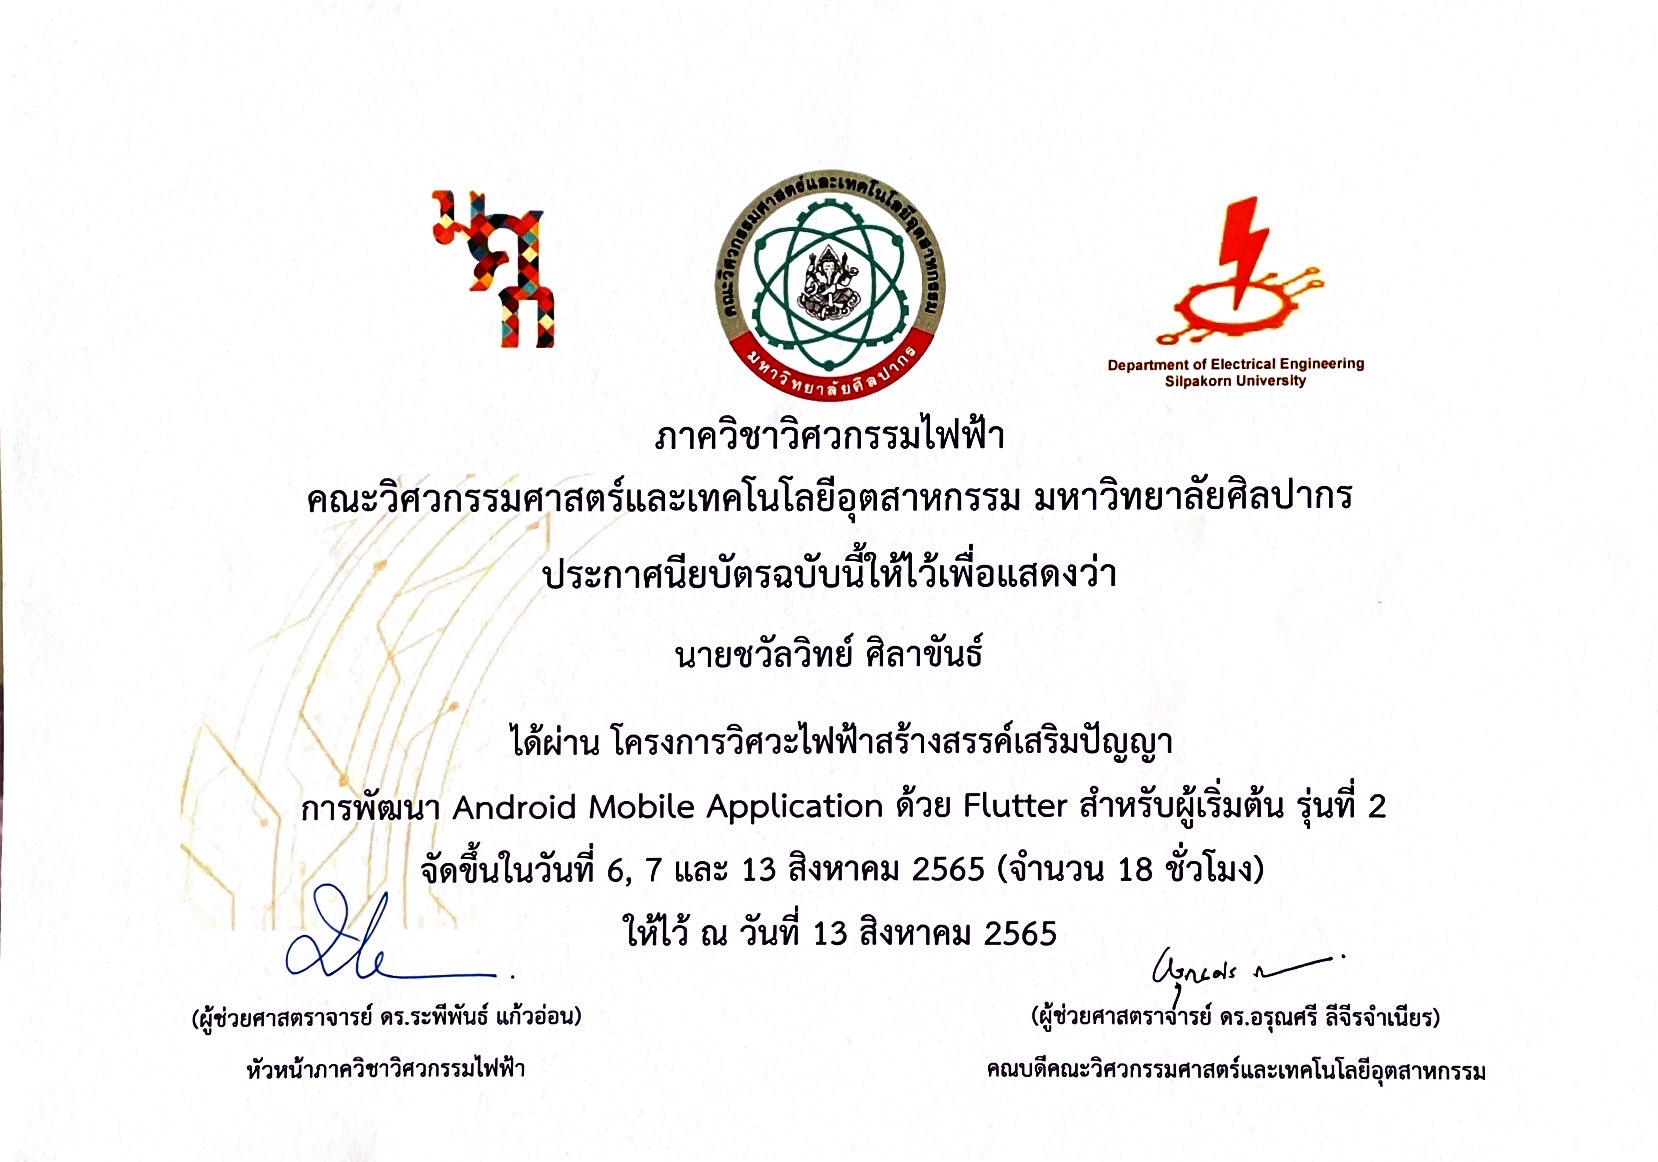 มศก
คณะวิศวกรรมศาสตร์และเทคโนโลยีอุตสาหกรรม
มหาวิทยาลัยศิลปากร
Department of Electrical Engineering
Silpakorn University
ภาควิชาวิศวกรรมไฟฟ้า
คณะวิศวกรรมศาสตร์และเทคโนโลยีอุตสาหกรรม มหาวิทยาลัยศิลปากร
ประกาศนียบัตรฉบับนี้ให้ไว้เพื่อแสดงว่า
นายชวัลวิทย์ ศิลาขันธ์
ได้ผ่าน โครงการวิศวะไฟฟ้าสร้างสรรค์เสริมปัญญา
การพัฒนา Android Mobile Application ด้วย Flutter สำหรับผู้เริ่มต้น รุ่นที่ 2
จัดขึ้นในวันที่ 6, 7 และ 13 สิงหาคม 2565 (จำนวน 18 ชั่วโมง)
ให้ไว้ ณ วันที่ 13 สิงหาคม 2565
(ผู้ช่วยศาสตราจารย์ ดร.ระพีพันธ์ แก้วอ่อน)
หัวหน้าภาควิชาวิศวกรรมไฟฟ้า
(ผู้ช่วยศาสตราจารย์ ดร.อรุณศรี ลีจีรจำเนียร)
คณบดีคณะวิศวกรรมศาสตร์และเทคโนโลยีอุตสาหกรรม